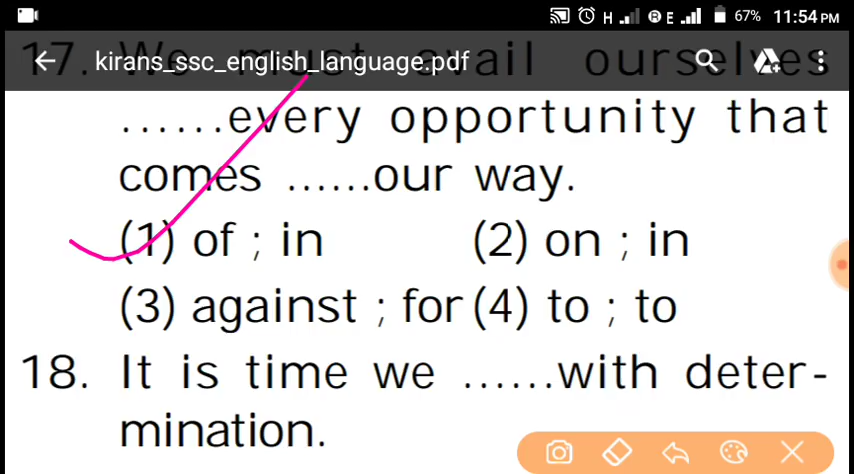 H R E 67% 11:54 PM
17. We must avail ourselves
kirans_ssc_english_language.pdf
......every opportunity that
comes ......our way.
(1) of ; in (2) on ; in
(3) against ; for (4) to ; to
18. It is time we ......with deter-
mination.